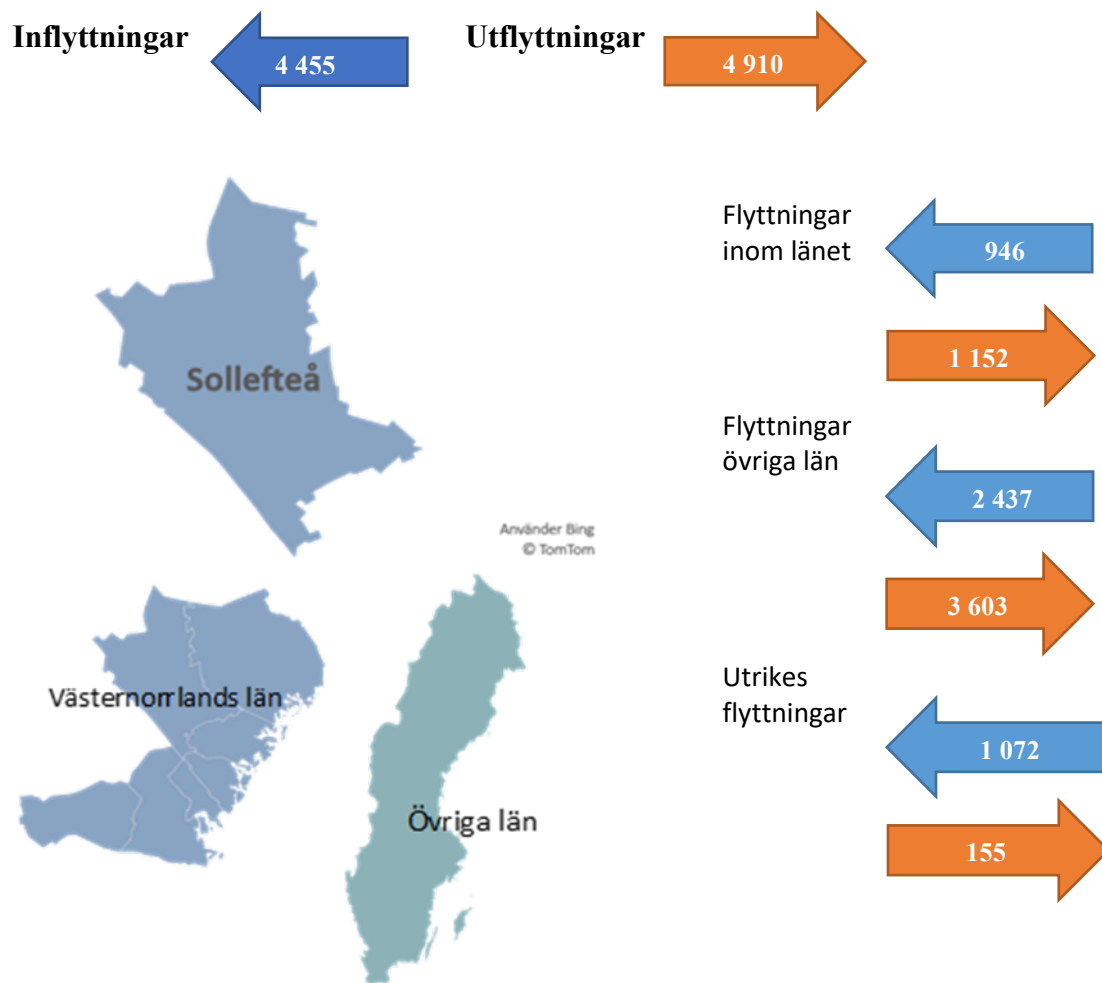 Inflyttningar
4 455
Utflyttningar
4 910
Sollefteå
Använder Bing
© TomTom
Västernorrlands län
Övriga län
Flyttningar
inom länet
946
1 152
Flyttningar
övriga län
2 437
3 603
Utrikes
flyttningar
1 072
155